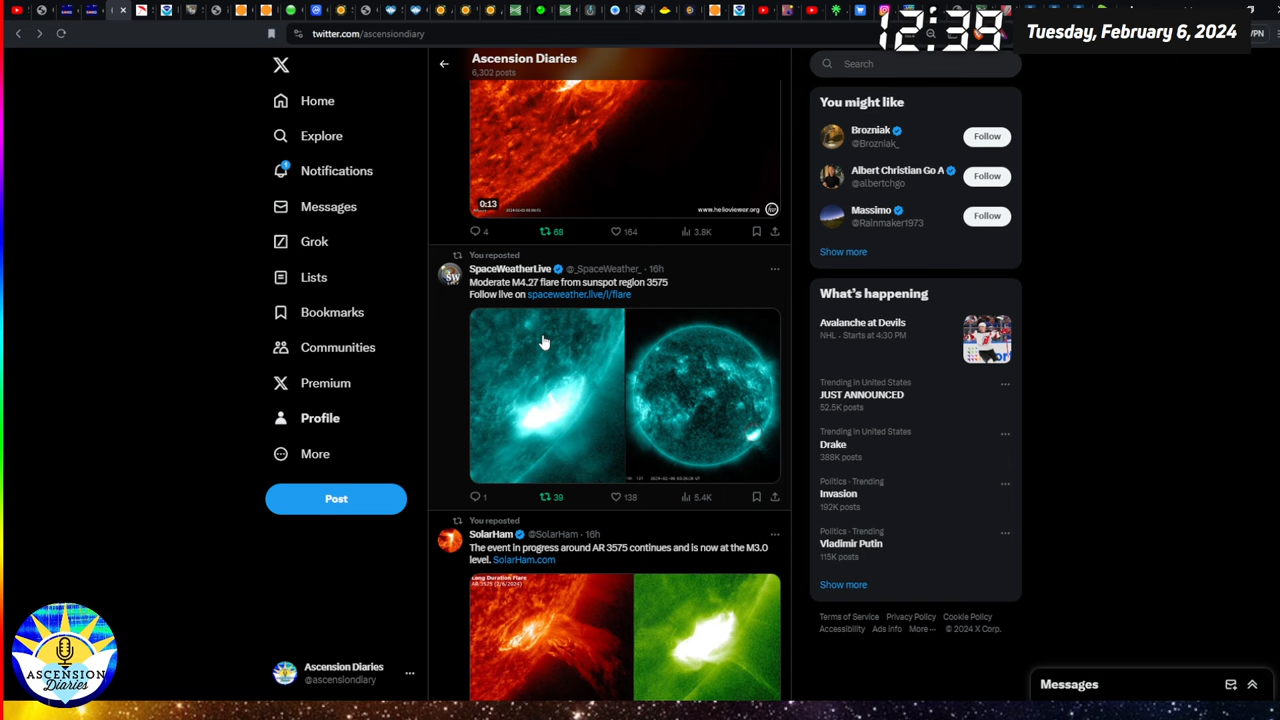 12:39
Tuesday, February 6, 2024
twitter.com/ascensiondiary
VPN
Home
Explore
Notifications
Messages
Grok
Lists
Bookmarks
Communities
Premium
Profile
More
Post
Ascension Diaries
@ascensiondiary
ASCENSION
Diaries
Ascension Diaries
6,302 posts
0:13
www.helioviewer.org
4
68
164
3.8K
You reposted
SpaceWeatherLive @_SpaceWeather_ · 16h
Moderate M4.27 flare from sunspot region 3575
Follow live on spaceweather.live/l/flare
1
39
138
5.4K
You reposted
SolarHam @SolarHam · 16h
The event in progress around AR 3575 continues and is now at the M3.0
level. SolarHam.com
Long Duration Flare
AR 3525 (2/6/2024)
Search
You might like
Brozniak
@Brozniak_
Follow
Albert Christian Go A
@albertchgo
Follow
Massimo
@Rainmaker1973
Follow
Show more
What's happening
Avalanche at Devils
NHL · Starts at 4:30 PM
Trending in United States
JUST ANNOUNCED
52.5K posts
Trending in United States
Drake
388K posts
Politics · Trending
Invasion
192K posts
Politics · Trending
Vladimir Putin
115K posts
Show more
Terms of Service Privacy Policy Cookie Policy
Accessibility Ads info More ··· © 2024 X Corp.
Messages